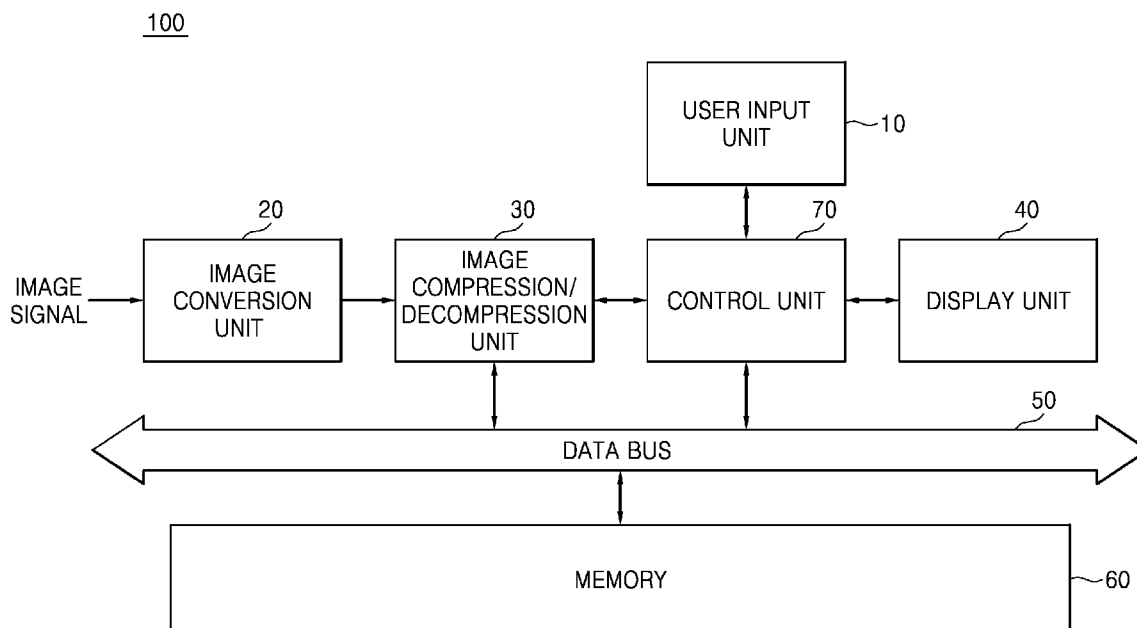 100
USER INPUT
UNIT
10
20
30
70
40
IMAGE
SIGNAL
IMAGE
CONVERSION
UNIT
IMAGE
COMPRESSION/
DECOMPRESSION
UNIT
CONTROL UNIT
DISPLAY UNIT
50
DATA BUS
MEMORY
60